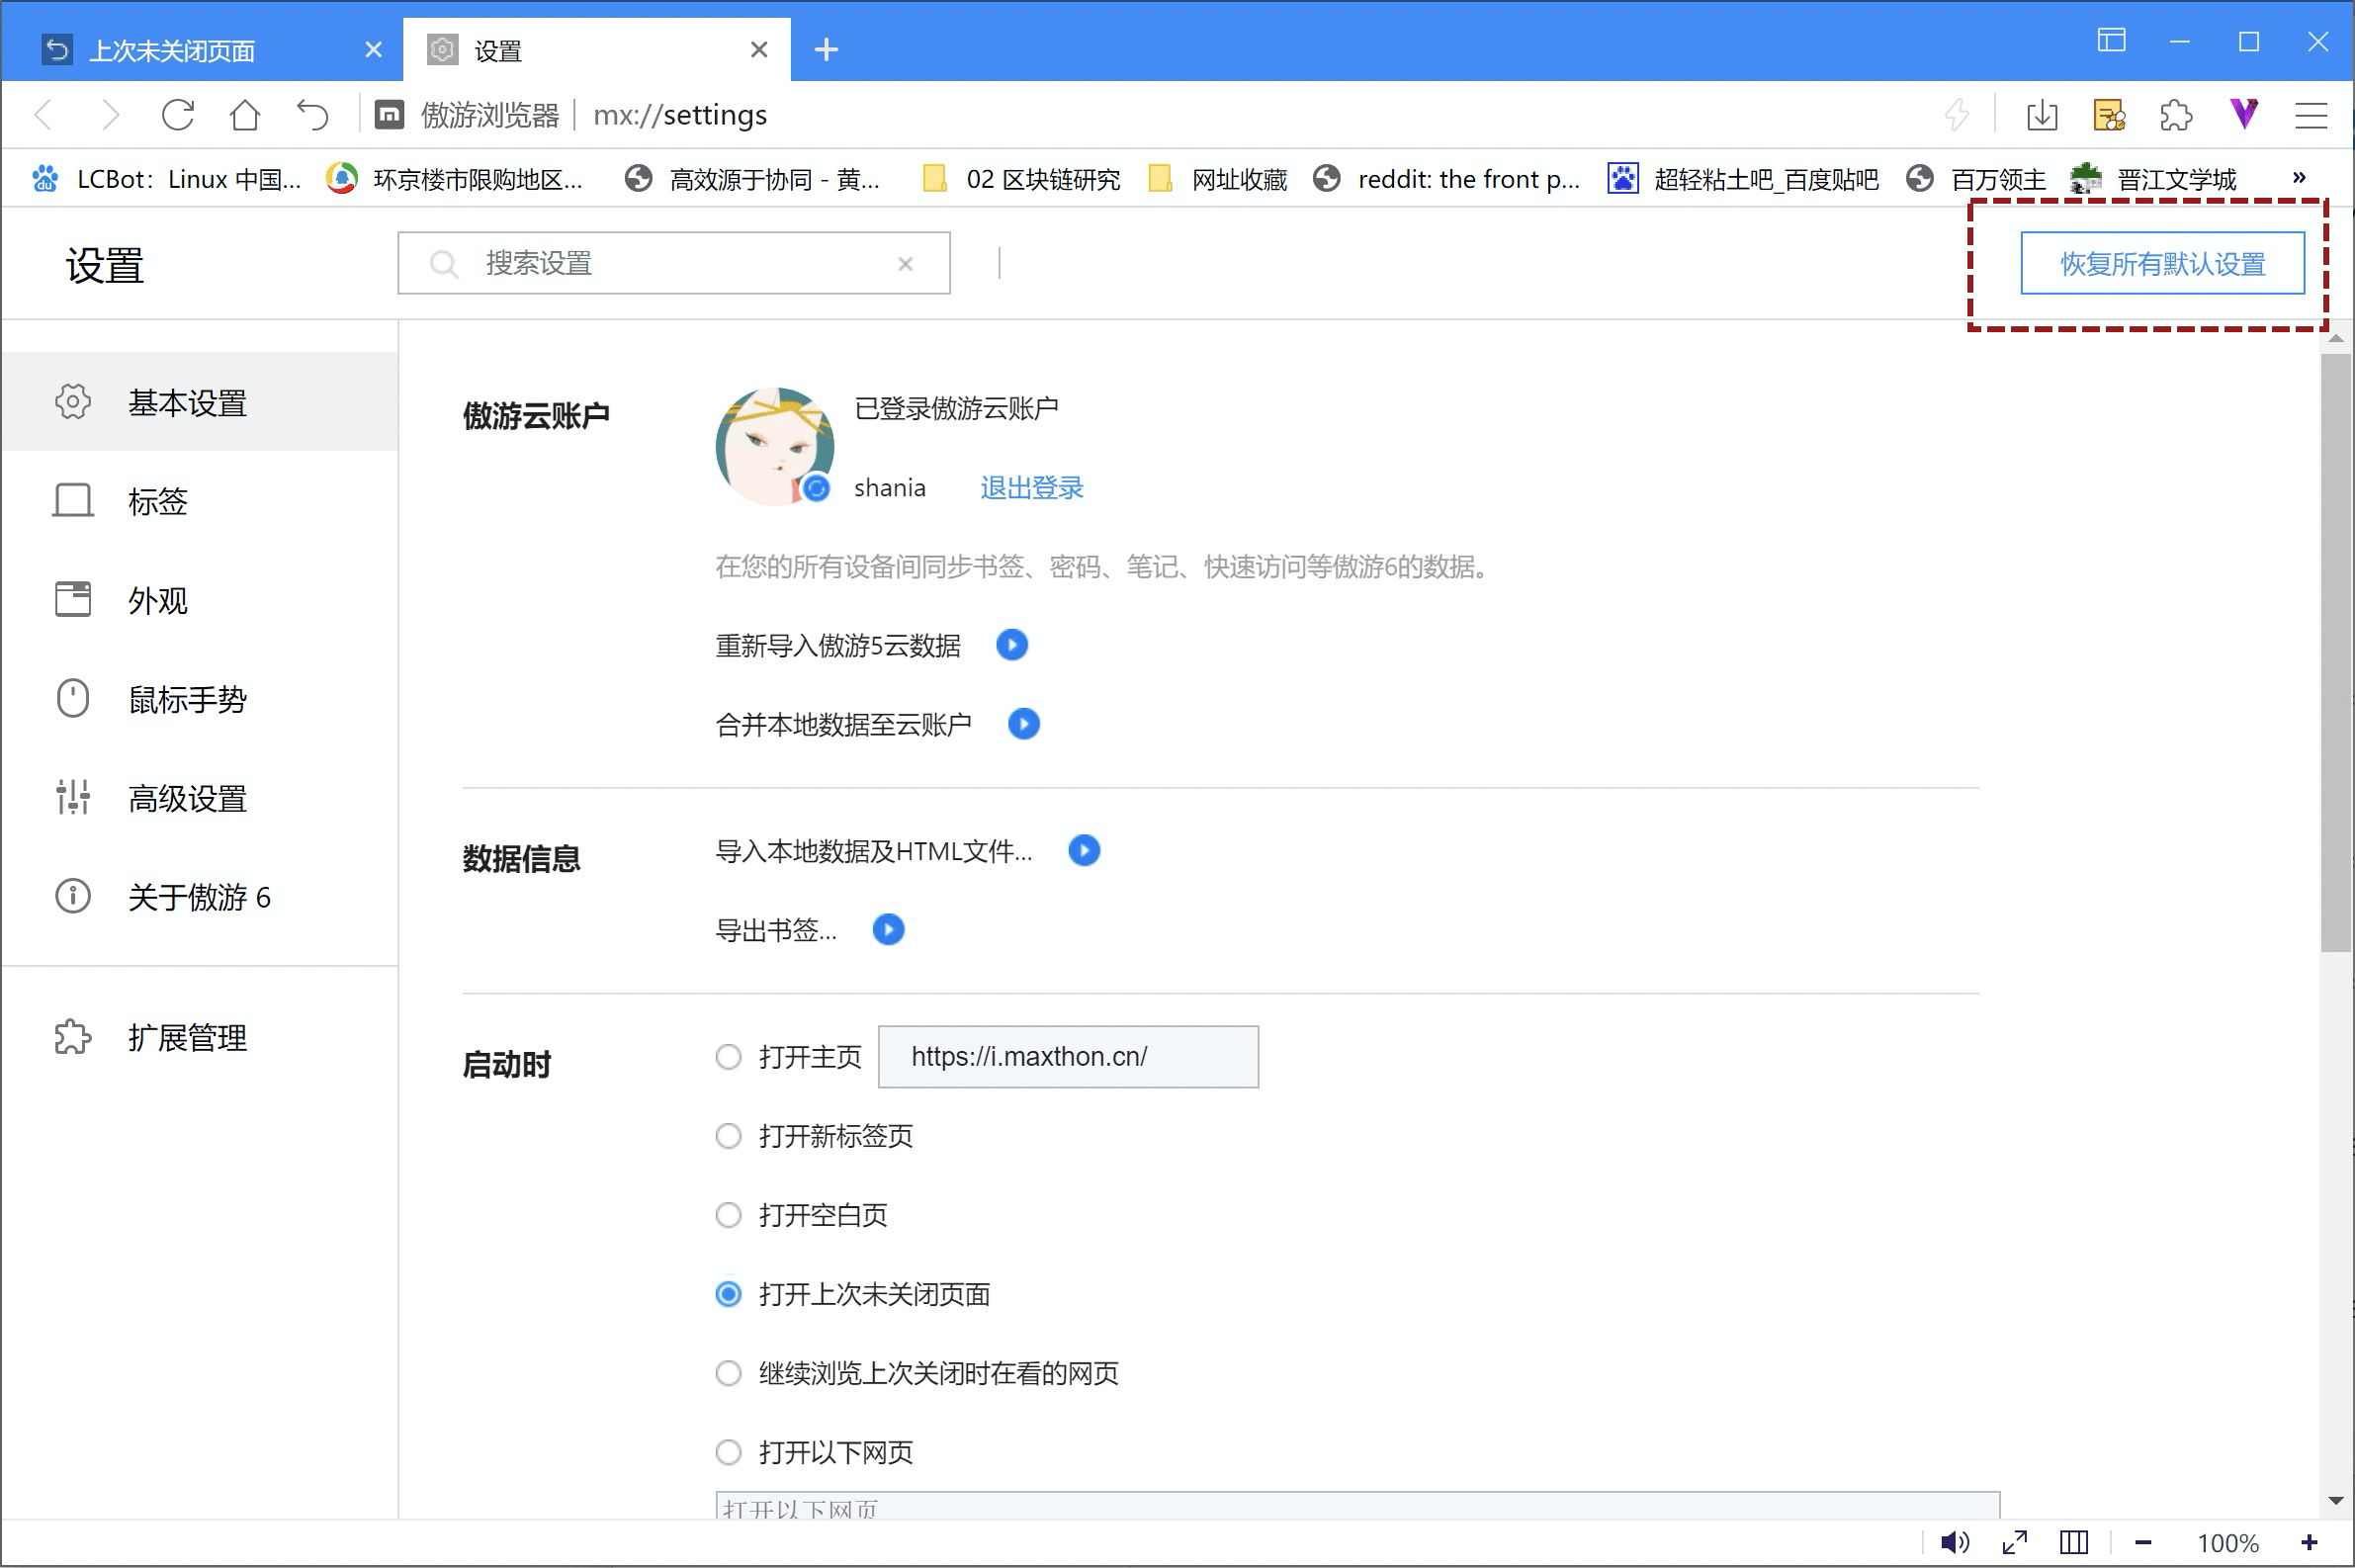 上次未关闭页面
设置
傲游浏览器 mx://settings
LCBot：Linux 中国... 环京楼市限购地区... 高效源于协同 - 黄... 02 区块链研究 网址收藏 reddit: the front p... 超轻粘土吧_百度贴吧 百万领主 晋江文学城 »
设置
搜索设置
恢复所有默认设置
基本设置
标签
外观
鼠标手势
高级设置
关于傲游 6
扩展管理
傲游云账户
已登录傲游云账户
shania 退出登录
在您的所有设备间同步书签、密码、笔记、快速访问等傲游6的数据。
重新导入傲游5云数据
合并本地数据至云账户
数据信息
导入本地数据及HTML文件...
导出书签...
启动时
打开主页 https://i.maxthon.cn/
打开新标签页
打开空白页
打开上次未关闭页面
继续浏览上次关闭时在看的网页
打开以下网页
打开以下网页
100%